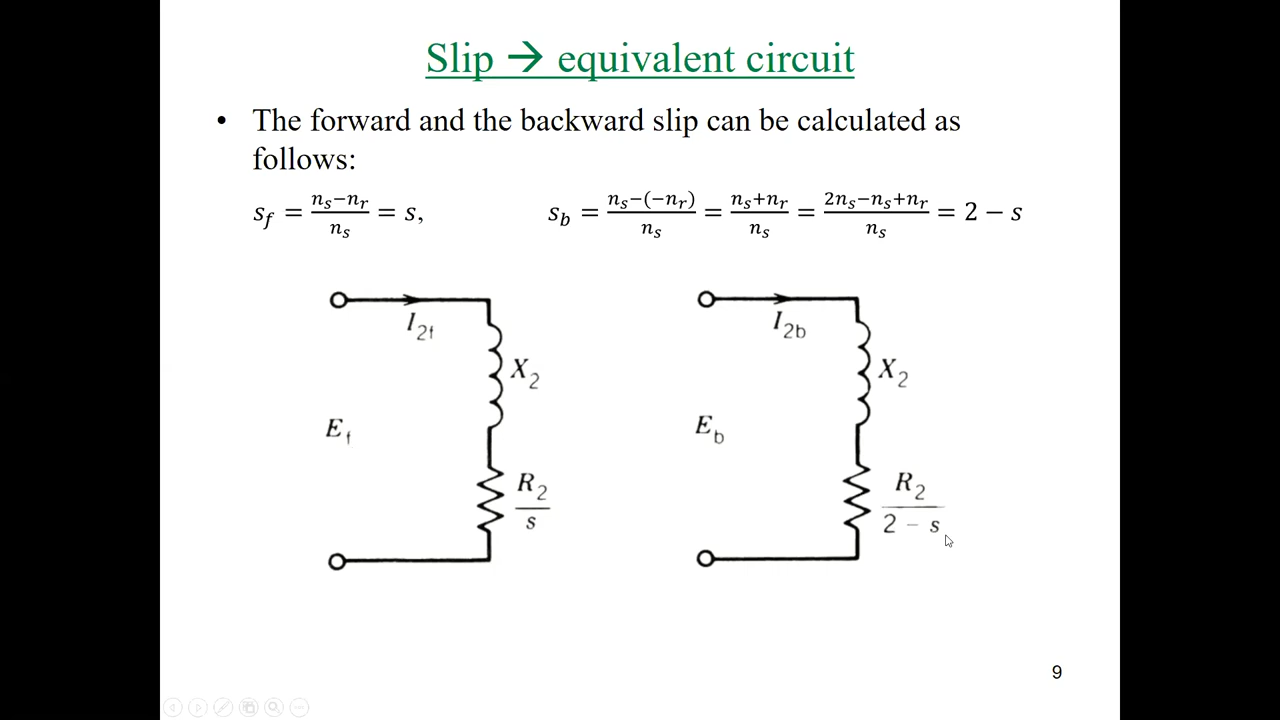 Slip → equivalent circuit
• The forward and the backward slip can be calculated as
follows:
s_f = (n_s−n_r)/n_s = s,
s_b = (n_s−(−n_r))/n_s = (n_s+n_r)/n_s = (2n_s−n_s+n_r)/n_s = 2 − s
I_2f
X_2
E_f
R_2/s
I_2b
X_2
E_b
R_2/(2 − s)
9